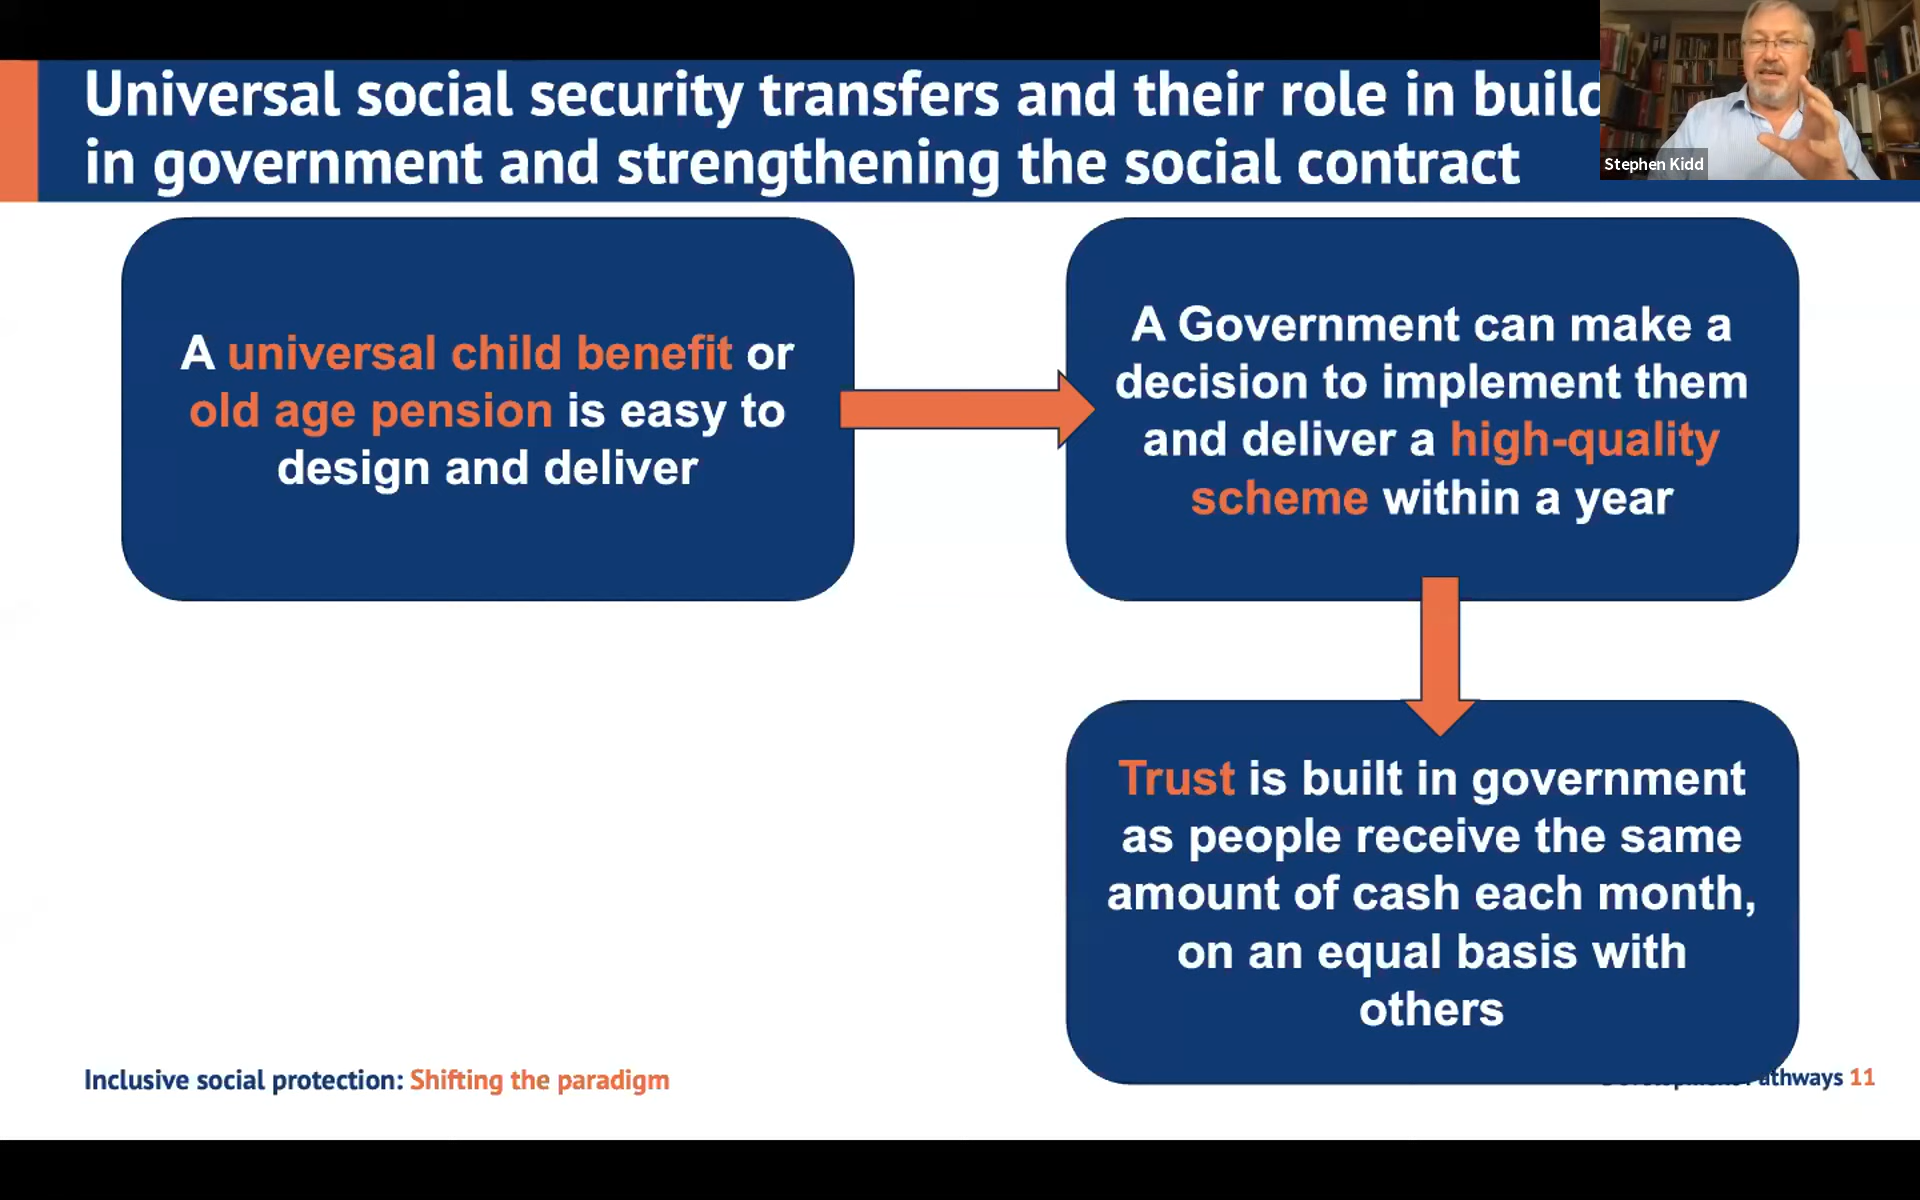 Universal social security transfers and their role in
in government and strengthening the social contract
Stephen Kidd
A universal child benefit or
old age pension is easy to
design and deliver
A Government can make a
decision to implement them
and deliver a high-quality
scheme within a year
Trust is built in government
as people receive the same
amount of cash each month,
on an equal basis with
others
Inclusive social protection: Shifting the paradigm
11